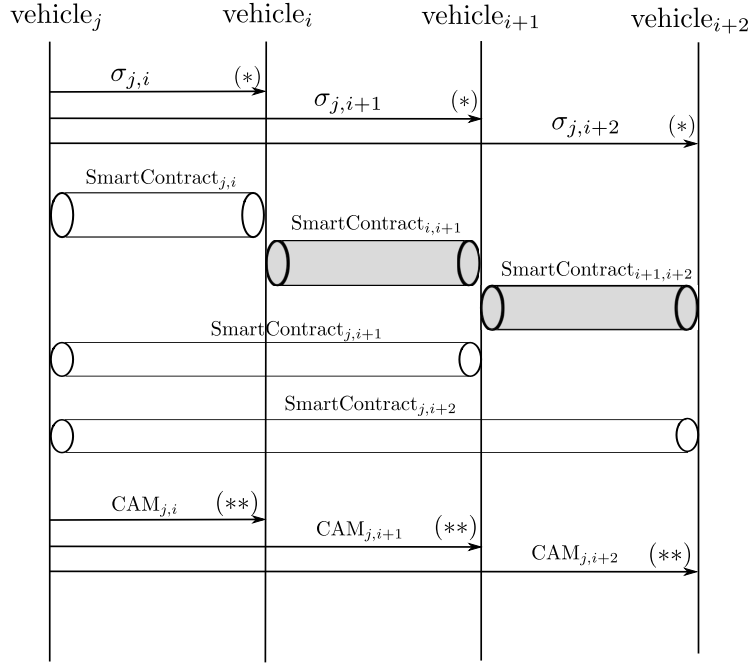 vehicle_j vehicle_i vehicle_{i+1} vehicle_{i+2}
σ_{j,i} (*)
σ_{j,i+1} (*)
σ_{j,i+2} (*)
SmartContract_{j,i}
SmartContract_{i,i+1}
SmartContract_{i+1,i+2}
SmartContract_{j,i+1}
SmartContract_{j,i+2}
CAM_{j,i} (**)
CAM_{j,i+1} (**)
CAM_{j,i+2} (**)